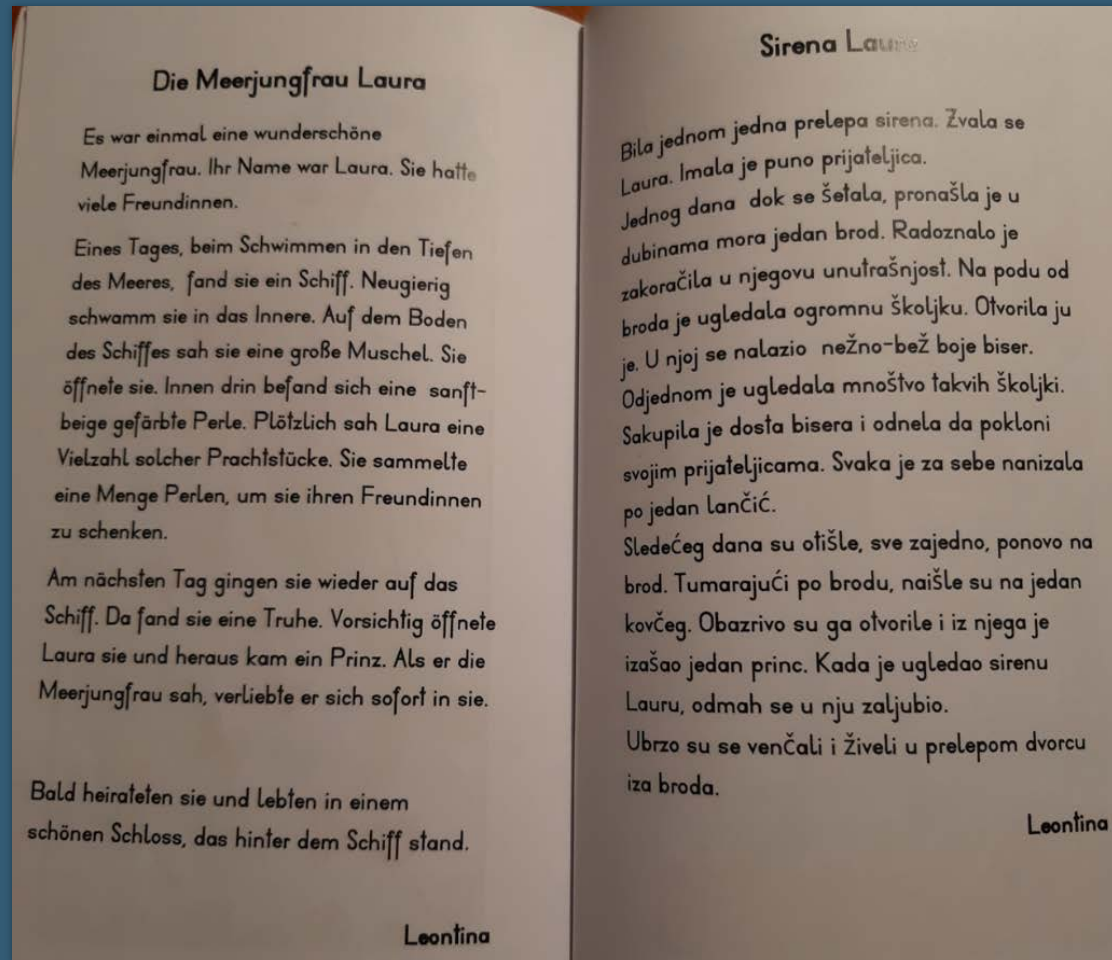 Die Meerjungfrau Laura
Es war einmal eine wunderschöne
Meerjungfrau. Ihr Name war Laura. Sie hatte
viele Freundinnen.
Eines Tages, beim Schwimmen in den Tiefen
des Meeres, fand sie ein Schiff. Neugierig
schwamm sie in das Innere. Auf dem Boden
des Schiffes sah sie eine große Muschel. Sie
öffnete sie. Innen drin befand sich eine sanft-
beige gefärbte Perle. Plötzlich sah Laura eine
Vielzahl solcher Prachtstücke. Sie sammelte
eine Menge Perlen, um sie ihren Freundinnen
zu schenken.
Am nächsten Tag gingen sie wieder auf das
Schiff. Da fand sie eine Truhe. Vorsichtig öffnete
Laura sie und heraus kam ein Prinz. Als er die
Meerjungfrau sah, verliebte er sich sofort in sie.
Bald heirateten sie und lebten in einem
schönen Schloss, das hinter dem Schiff stand.
Leontina
Sirena Laura
Bila jednom jedna prelepa sirena. Zvala se
Laura. Imala je puno prijateljica.
Jednog dana dok se šetala, pronašla je u
dubinama mora jedan brod. Radoznalo je
zakoračila u njegovu unutrašnjost. Na podu od
broda je ugledala ogromnu školjku. Otvorila ju
je. U njoj se nalazio nežno-bež boje biser.
Odjednom je ugledala mnoštvo takvih školjki.
Sakupila je dosta bisera i odnela da pokloni
svojim prijateljicama. Svaka je za sebe nanizala
po jedan lančić.
Sledećeg dana su otišle, sve zajedno, ponovo na
brod. Tumarajući po brodu, naišle su na jedan
kovčeg. Obazrivo su ga otvorile i iz njega je
izašao jedan princ. Kada je ugledao sirenu
Lauru, odmah se u nju zaljubio.
Ubrzo su se venčali i živeli u prelepom dvorcu
iza broda.
Leontina